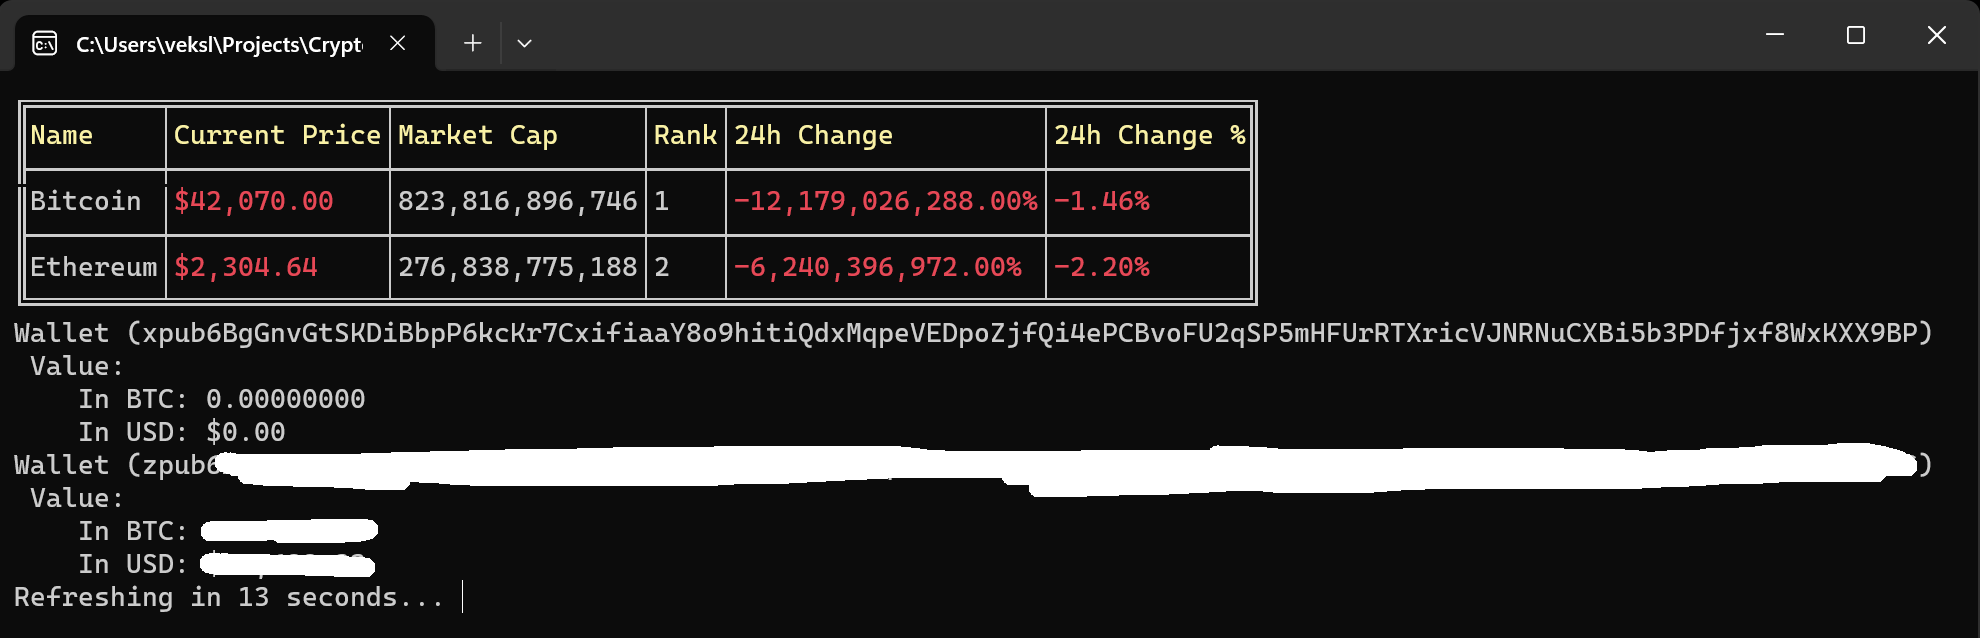 C:\Users\veksl\Projects\Crypt
Name Current Price Market Cap Rank 24h Change 24h Change %
Bitcoin $42,070.00 823,816,896,746 1 -12,179,026,288.00% -1.46%
Ethereum $2,304.64 276,838,775,188 2 -6,240,396,972.00% -2.20%
Wallet (xpub6BgGnvGtSKDiBbpP6kcKr7CxifiaaY8o9hitiQdxMqpeVEDpoZjfQi4ePCBvoFU2qSP5mHFUrRTXricVJNRNuCXBi5b3PDfjxf8WxKXX9BP)
Value:
In BTC: 0.00000000
In USD: $0.00
Wallet (zpub6 )
Value:
In BTC:
In USD:
Refreshing in 13 seconds...